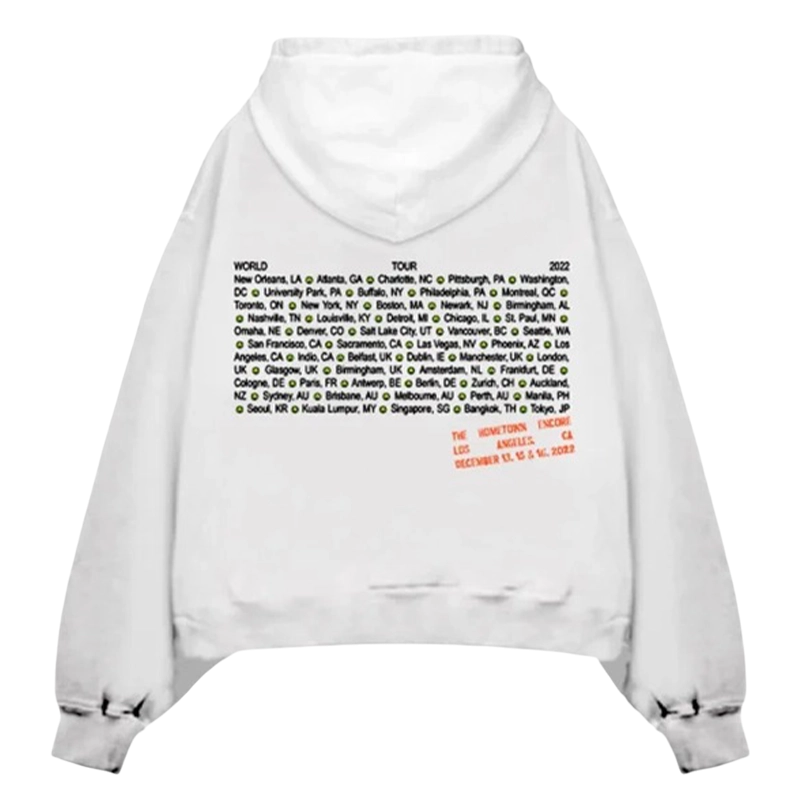 WORLD TOUR 2022
New Orleans, LA Atlanta, GA Charlotte, NC Pittsburgh, PA Washington,
DC University Park, PA Buffalo, NY Philadelphia, PA Montreal, QC
Toronto, ON New York, NY Boston, MA Newark, NJ Birmingham, AL
Nashville, TN Louisville, KY Detroit, MI Chicago, IL St. Paul, MN
Omaha, NE Denver, CO Salt Lake City, UT Vancouver, BC Seattle, WA
San Francisco, CA Sacramento, CA Las Vegas, NV Phoenix, AZ Los
Angeles, CA Indio, CA Belfast, UK Dublin, IE Manchester, UK London,
UK Glasgow, UK Birmingham, UK Amsterdam, NL Frankfurt, DE
Cologne, DE Paris, FR Antwerp, BE Berlin, DE Zurich, CH Auckland,
NZ Sydney, AU Brisbane, AU Melbourne, AU Perth, AU Manila, PH
Seoul, KR Kuala Lumpur, MY Singapore, SG Bangkok, TH Tokyo, JP
THE HOMETOWN ENCORE
LOS ANGELES, CA
DECEMBER 13, 15 & 16, 2022